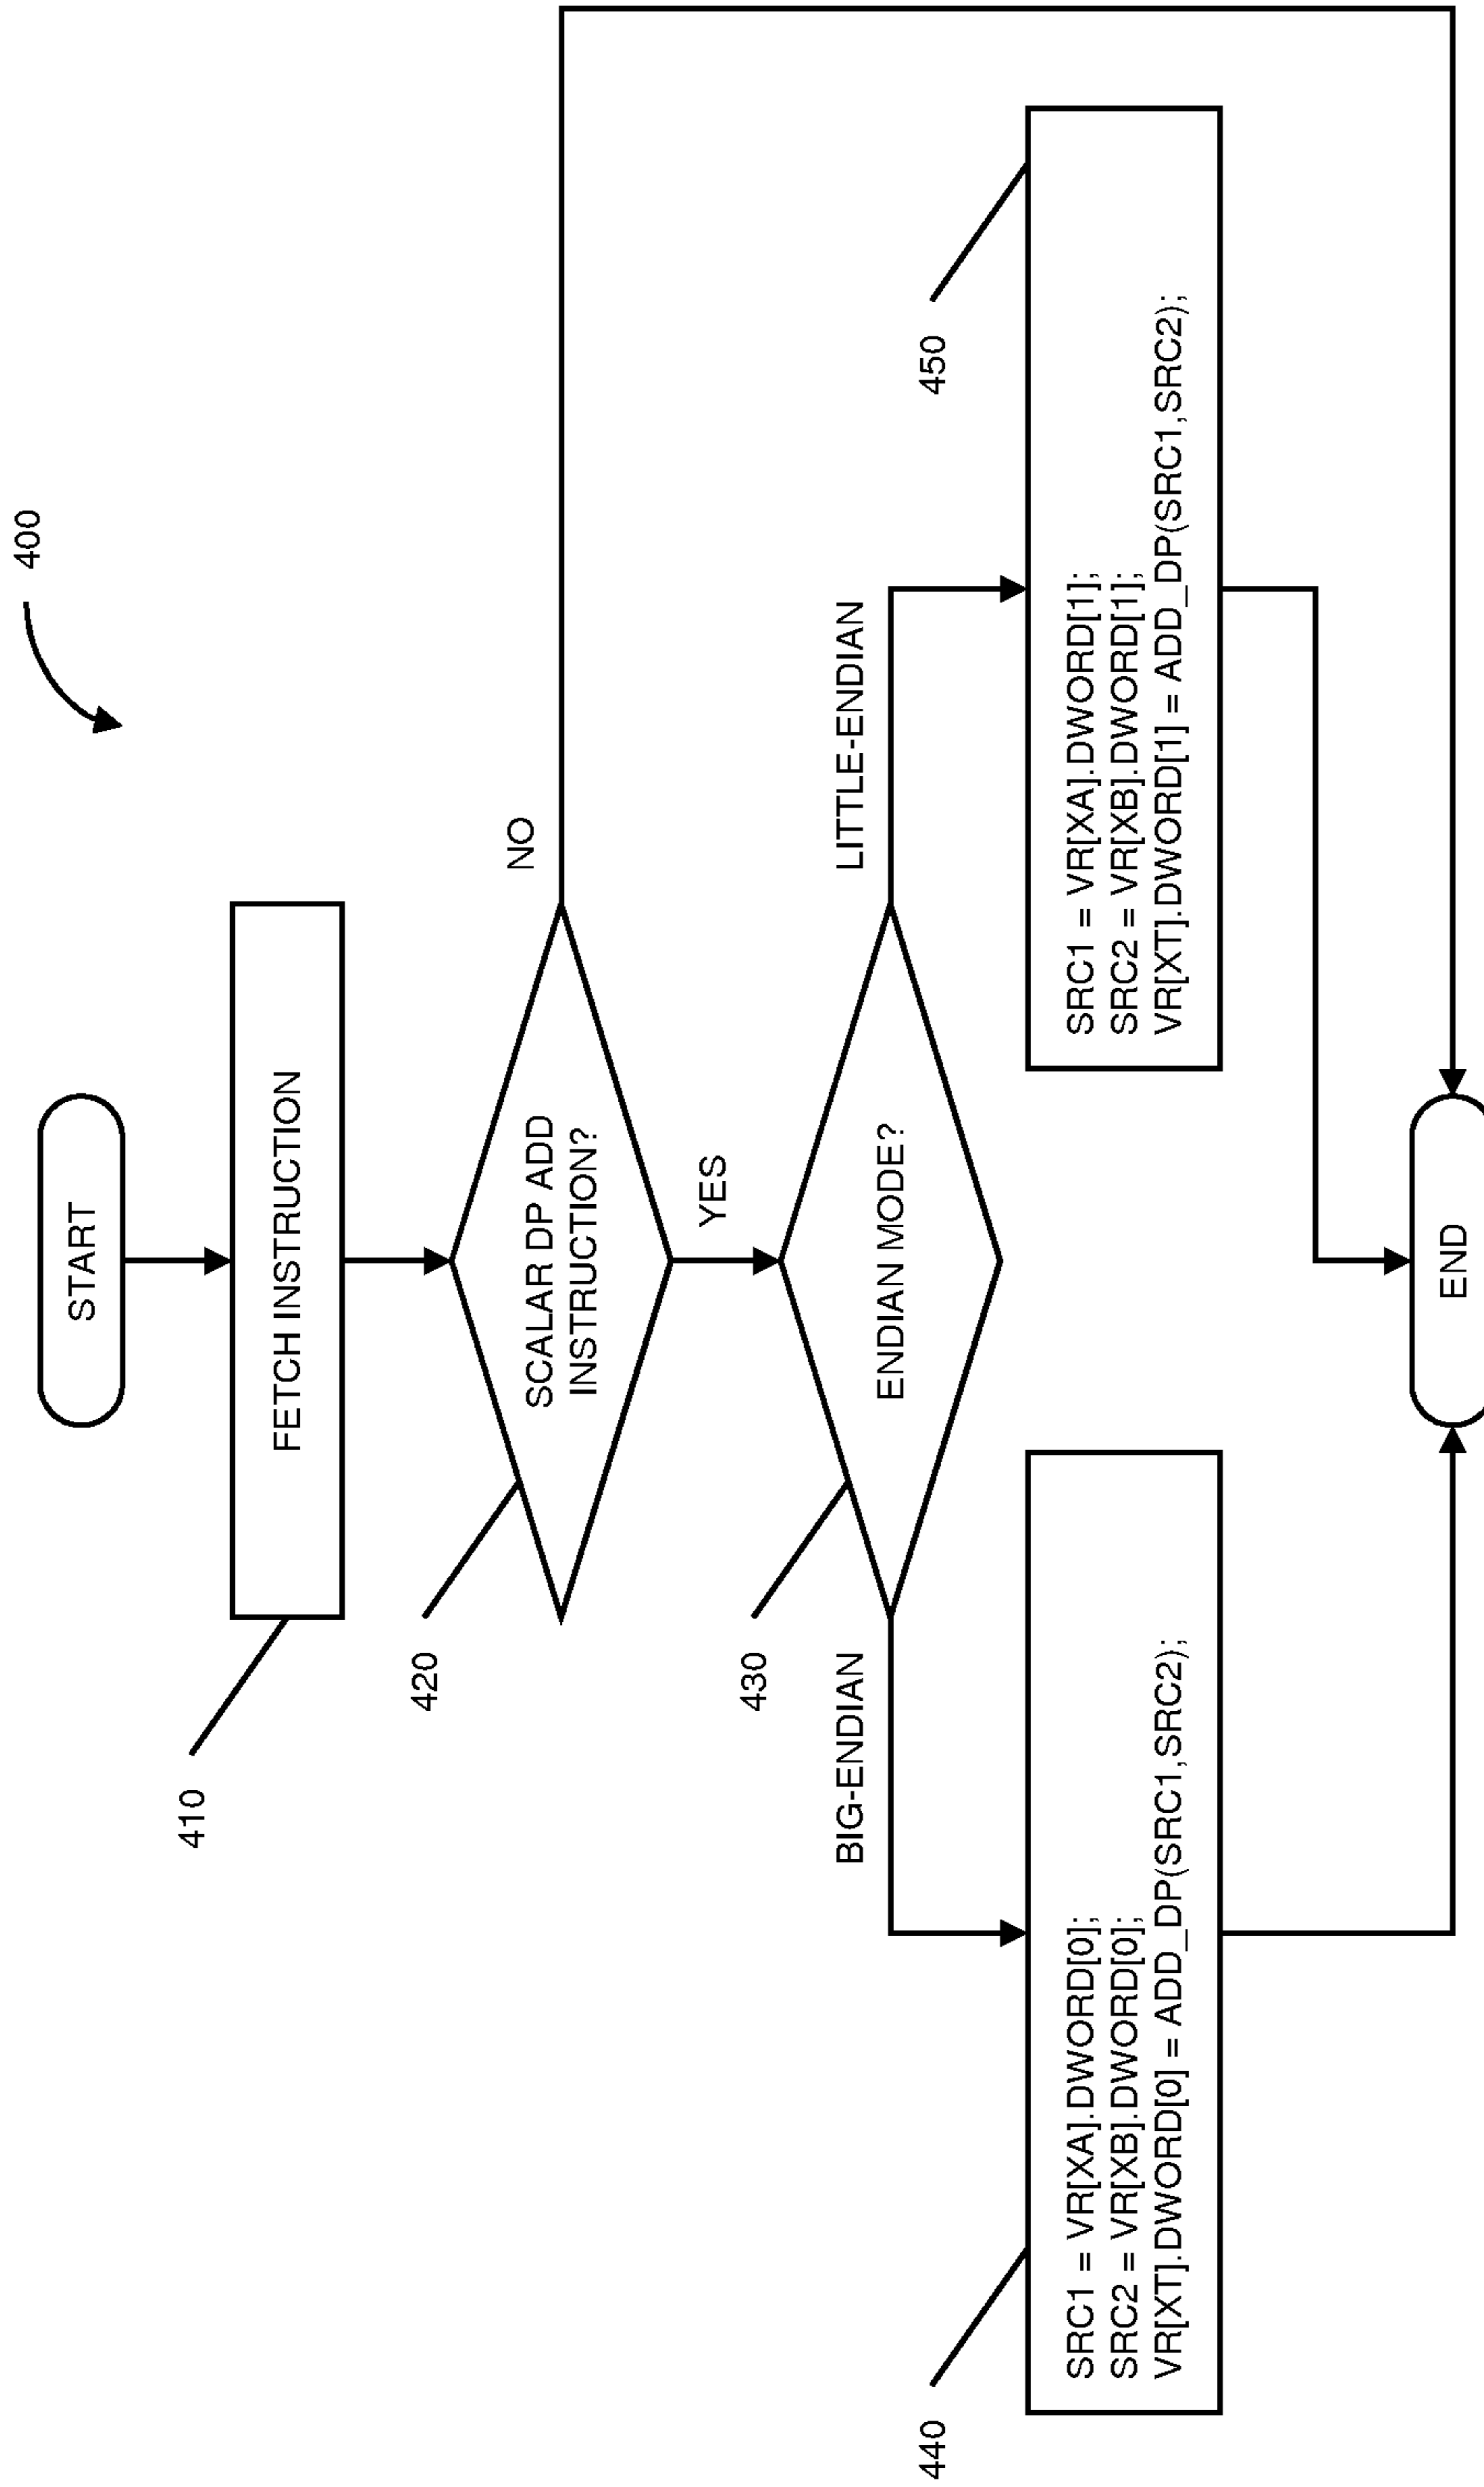 400
START
410
FETCH INSTRUCTION
420
SCALAR DP ADD
INSTRUCTION?
NO
YES
430
ENDIAN MODE?
BIG-ENDIAN
LITTLE-ENDIAN
440
SRC1 = VR[XA].DWORD[0];
SRC2 = VR[XB].DWORD[0];
VR[XT].DWORD[0] = ADD_DP(SRC1,SRC2);
450
SRC1 = VR[XA].DWORD[1];
SRC2 = VR[XB].DWORD[1];
VR[XT].DWORD[1] = ADD_DP(SRC1,SRC2);
END